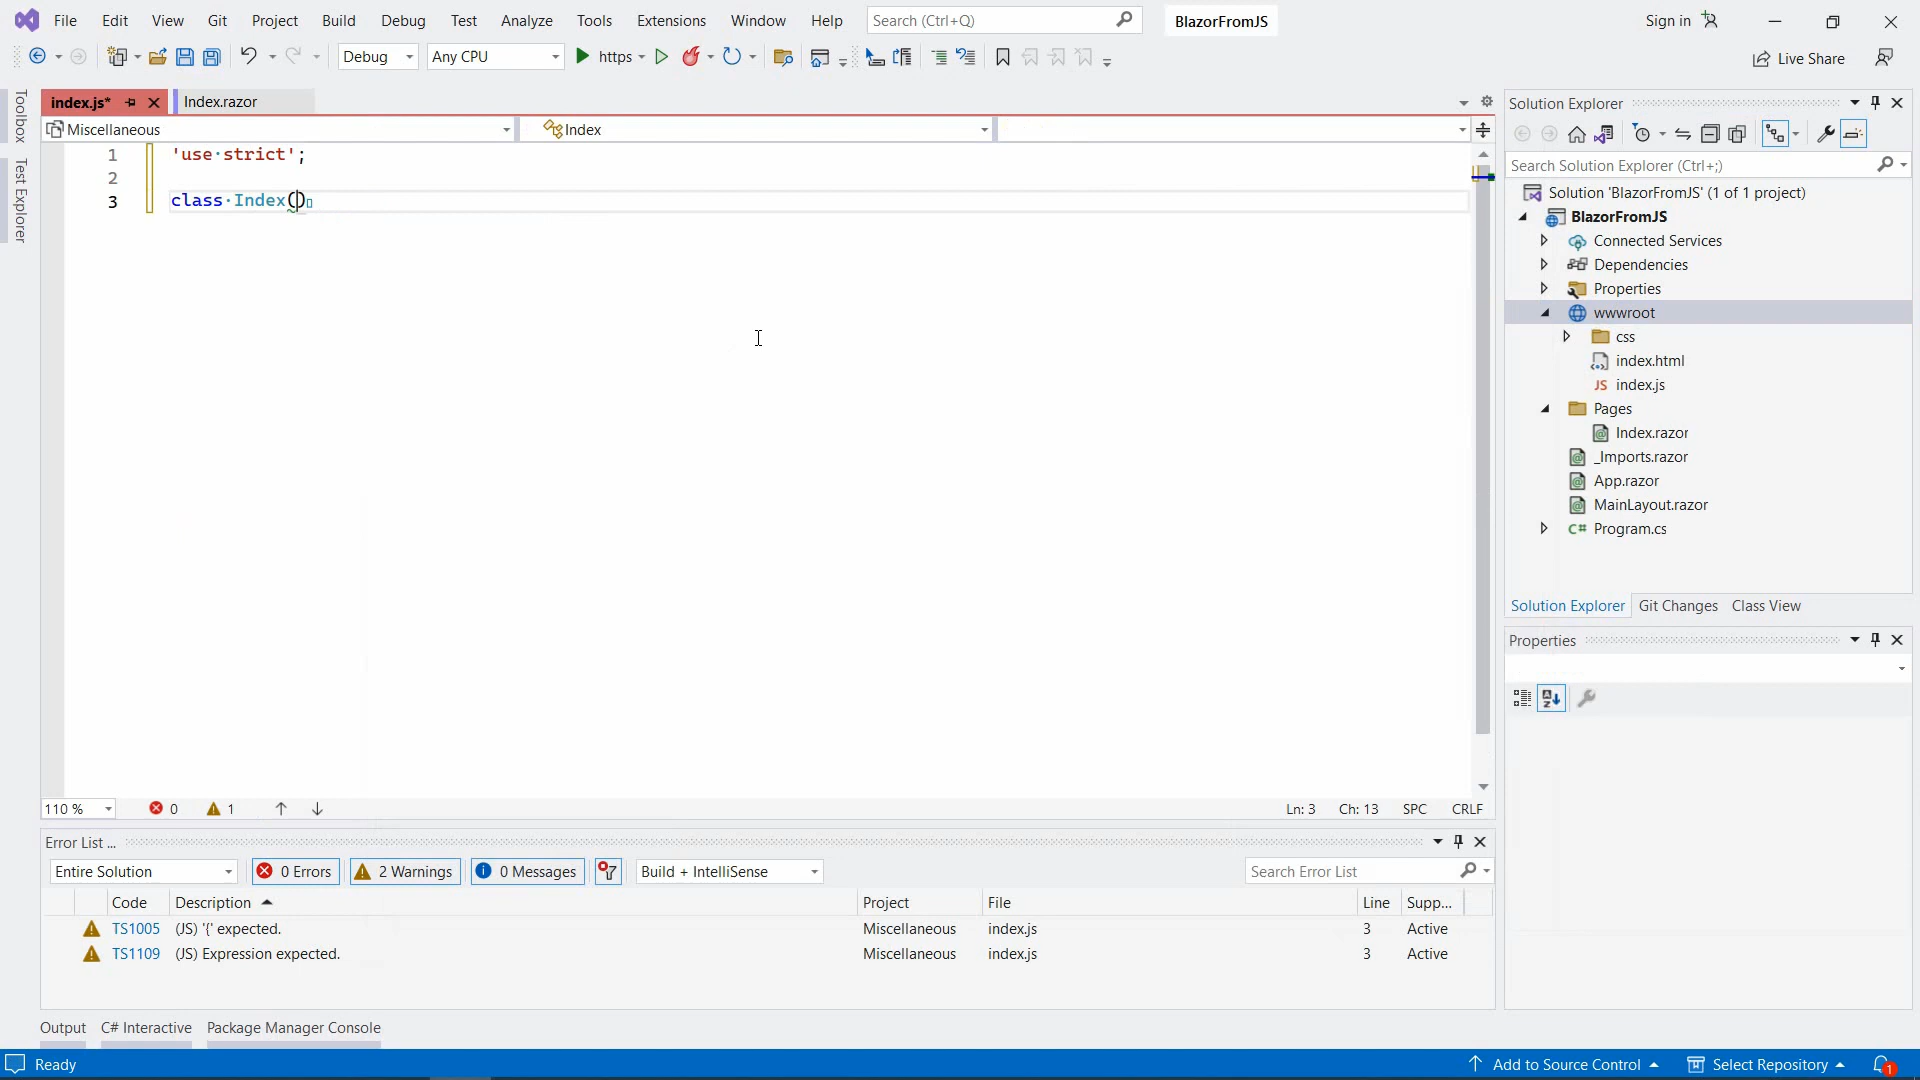 File Edit View Git Project Build Debug Test Analyze Tools Extensions Window Help Search (Ctrl+Q) BlazorFromJS Sign in
Debug Any CPU https Live Share
Toolbox
Test Explorer
index.js* Index.razor
Miscellaneous Index
1 'use strict';
2
3 class Index()
110 % 0 1 Ln: 3 Ch: 13 SPC CRLF
Error List ...
Entire Solution 0 Errors 2 Warnings 0 Messages Build + IntelliSense Search Error List
Code Description Project File Line Supp...
TS1005 (JS) '{' expected. Miscellaneous index.js 3 Active
TS1109 (JS) Expression expected. Miscellaneous index.js 3 Active
Output C# Interactive Package Manager Console
Solution Explorer
Search Solution Explorer (Ctrl+;)
Solution 'BlazorFromJS' (1 of 1 project)
BlazorFromJS
Connected Services
Dependencies
Properties
wwwroot
css
index.html
JS index.js
Pages
Index.razor
_Imports.razor
App.razor
MainLayout.razor
C# Program.cs
Solution Explorer Git Changes Class View
Properties
Ready Add to Source Control Select Repository 1